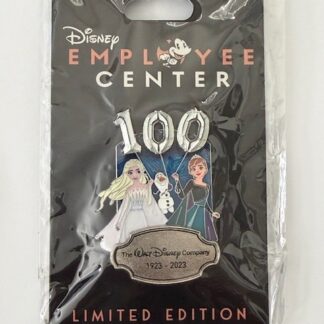 Disney
EMPLOYEE
CENTER
100
The Walt Disney Company
1923 - 2023
LIMITED EDITION